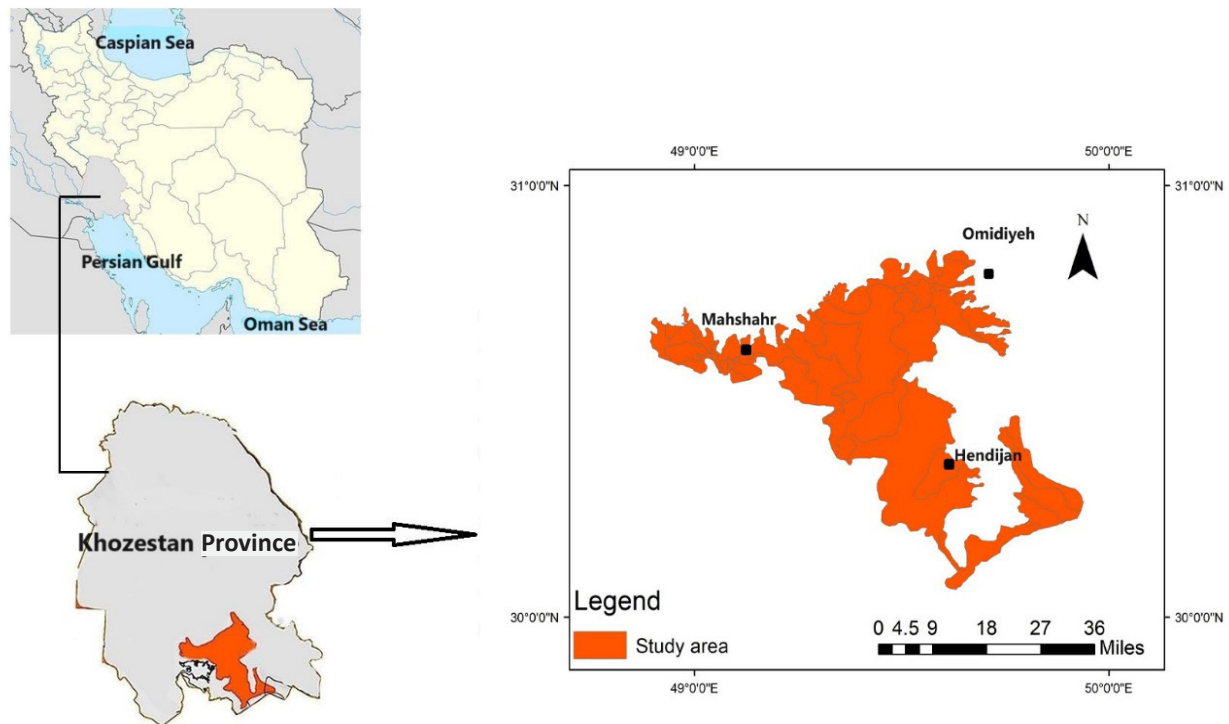 Caspian Sea
Persian Gulf
Oman Sea
Khozestan Province
49°0'0"E
50°0'0"E
31°0'0"N
31°0'0"N
N
Omidiyeh
Mahshahr
Hendijan
Legend
Study area
30°0'0"N
30°0'0"N
0 4.5 9 18 27 36
Miles
49°0'0"E
50°0'0"E